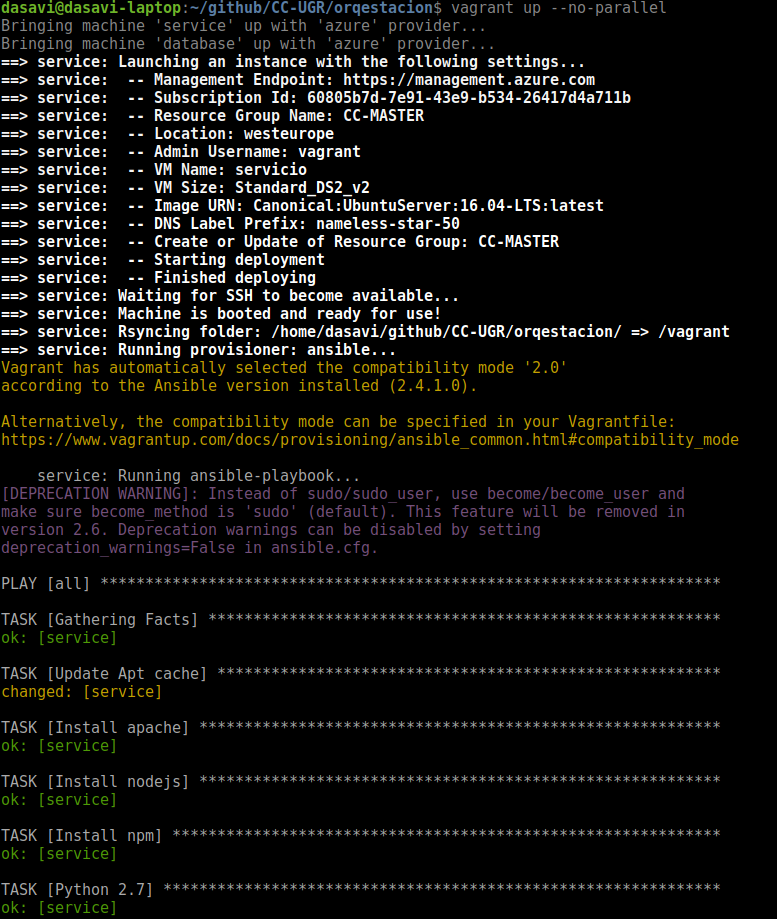 dasavi@dasavi-laptop:~/github/CC-UGR/orqestacion$ vagrant up --no-parallel
Bringing machine 'service' up with 'azure' provider...
Bringing machine 'database' up with 'azure' provider...
==> service: Launching an instance with the following settings...
==> service:  -- Management Endpoint: https://management.azure.com
==> service:  -- Subscription Id: 60805b7d-7e91-43e9-b534-26417d4a711b
==> service:  -- Resource Group Name: CC-MASTER
==> service:  -- Location: westeurope
==> service:  -- Admin Username: vagrant
==> service:  -- VM Name: servicio
==> service:  -- VM Size: Standard_DS2_v2
==> service:  -- Image URN: Canonical:UbuntuServer:16.04-LTS:latest
==> service:  -- DNS Label Prefix: nameless-star-50
==> service:  -- Create or Update of Resource Group: CC-MASTER
==> service:  -- Starting deployment
==> service:  -- Finished deploying
==> service: Waiting for SSH to become available...
==> service: Machine is booted and ready for use!
==> service: Rsyncing folder: /home/dasavi/github/CC-UGR/orqestacion/ => /vagrant
==> service: Running provisioner: ansible...
Vagrant has automatically selected the compatibility mode '2.0'
according to the Ansible version installed (2.4.1.0).
Alternatively, the compatibility mode can be specified in your Vagrantfile:
https://www.vagrantup.com/docs/provisioning/ansible_common.html#compatibility_mode
    service: Running ansible-playbook...
[DEPRECATION WARNING]: Instead of sudo/sudo_user, use become/become_user and
make sure become_method is 'sudo' (default). This feature will be removed in
version 2.6. Deprecation warnings can be disabled by setting
deprecation_warnings=False in ansible.cfg.
PLAY [all] *********************************************************************
TASK [Gathering Facts] *********************************************************
ok: [service]
TASK [Update Apt cache] ********************************************************
changed: [service]
TASK [Install apache] **********************************************************
ok: [service]
TASK [Install nodejs] **********************************************************
ok: [service]
TASK [Install npm] *************************************************************
ok: [service]
TASK [Python 2.7] **************************************************************
ok: [service]